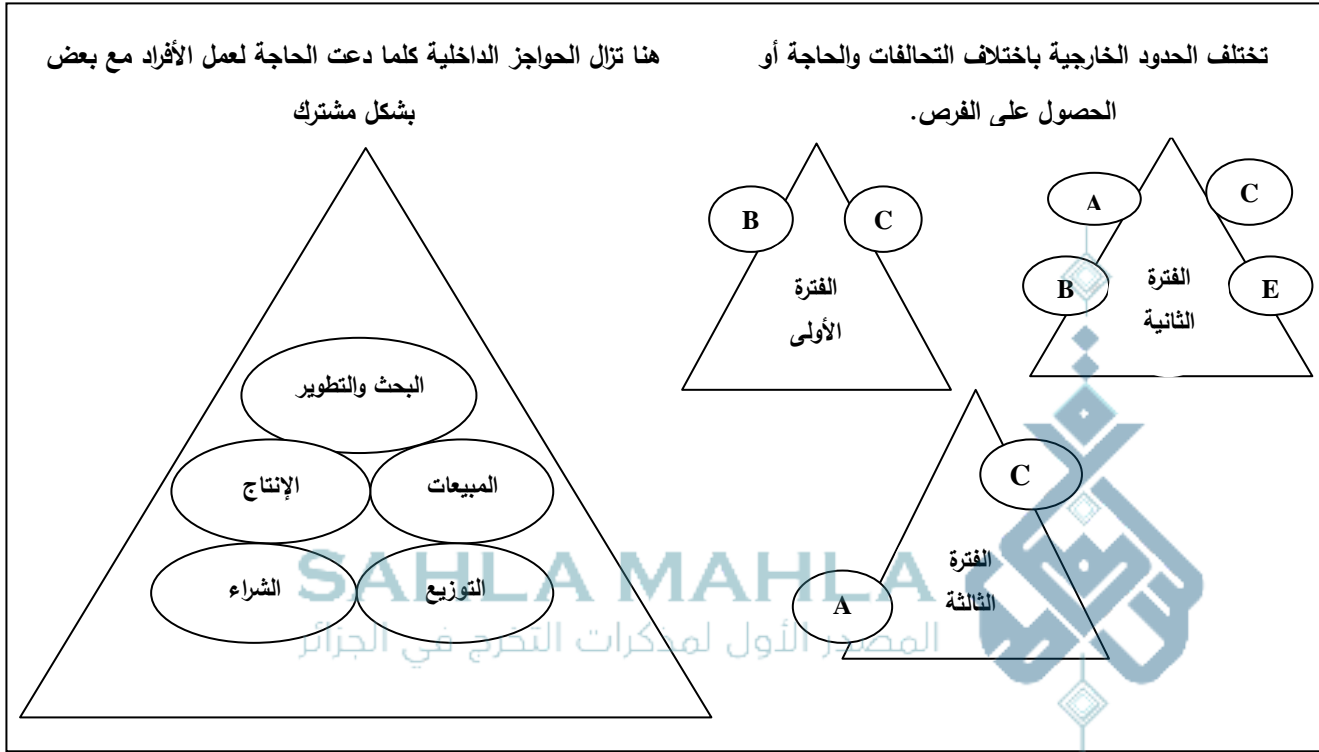 تختلف الحدود الخارجية باختلاف التحالفات والحاجة أو
الحصول على الفرص.
هنا تزال الحواجز الداخلية كلما دعت الحاجة لعمل الأفراد مع بعض
بشكل مشترك
B
C
الفترة
الأولى
A
C
B
E
الفترة
الثانية
C
A
الفترة
الثالثة
البحث والتطوير
المبيعات
الإنتاج
التوزيع
الشراء
SAHLA MAHLA
المصدر الأول لمذكرات التخرج في الجزائر